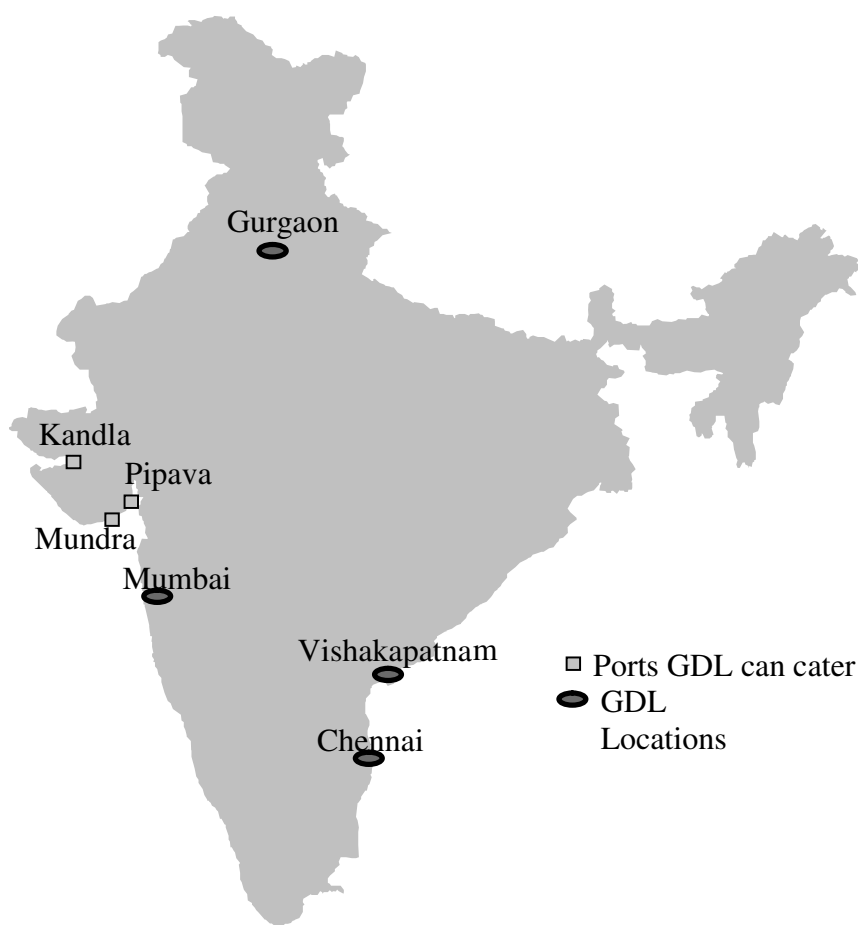 Gurgaon
Kandla
Pipava
Mundra
Mumbai
Vishakapatnam
Chennai
Ports GDL can cater
GDL
Locations